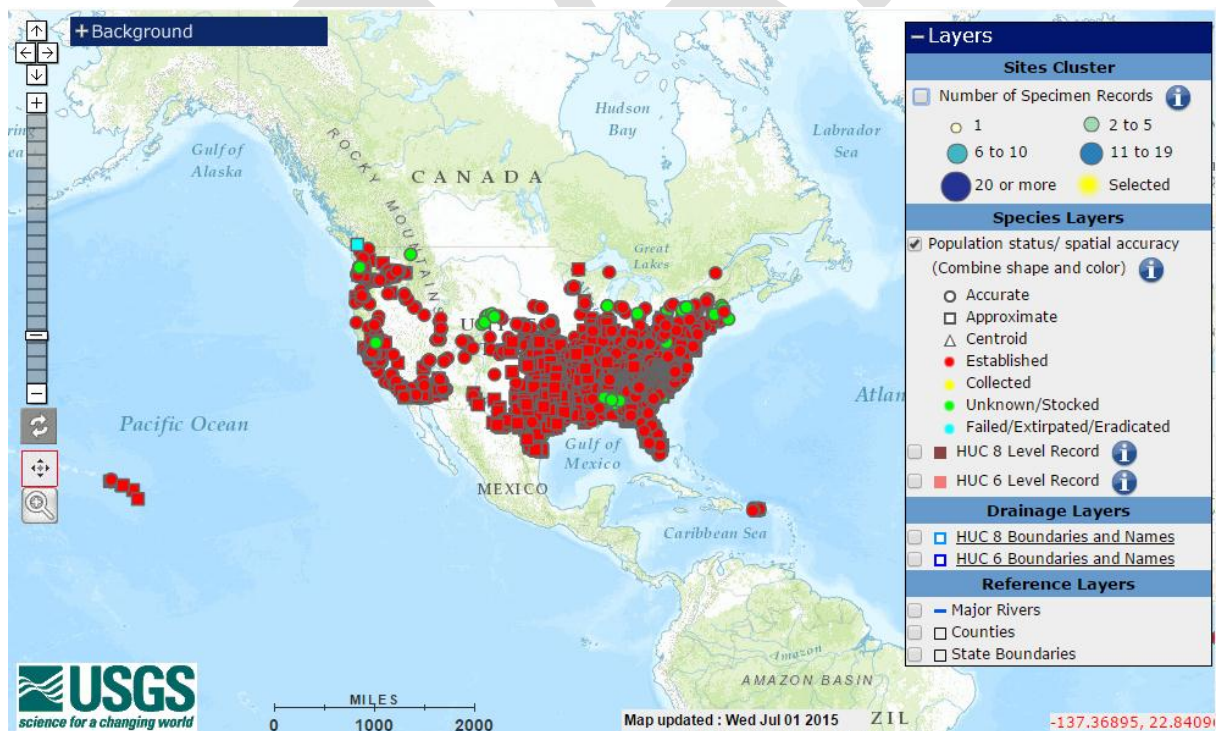 + Background
Hudson
Bay
Labrador
Sea
Gulf of
Alaska
ROCKY MOUNTAINS
CANADA
Great
Lakes
Pacific Ocean
Gulf of
Mexico
MEXICO
Caribbean Sea
Amazon
AMAZON BASIN
– Layers
Sites Cluster
Number of Specimen Records i
1
2 to 5
6 to 10
11 to 19
20 or more
Selected
Species Layers
Population status/ spatial accuracy
(Combine shape and color) i
Accurate
Approximate
Centroid
Established
Collected
Unknown/Stocked
Failed/Extirpated/Eradicated
HUC 8 Level Record i
HUC 6 Level Record i
Drainage Layers
HUC 8 Boundaries and Names
HUC 6 Boundaries and Names
Reference Layers
Major Rivers
Counties
State Boundaries
USGS
science for a changing world
MILES
0 1000 2000
Map updated : Wed Jul 01 2015
-137.36895, 22.8409